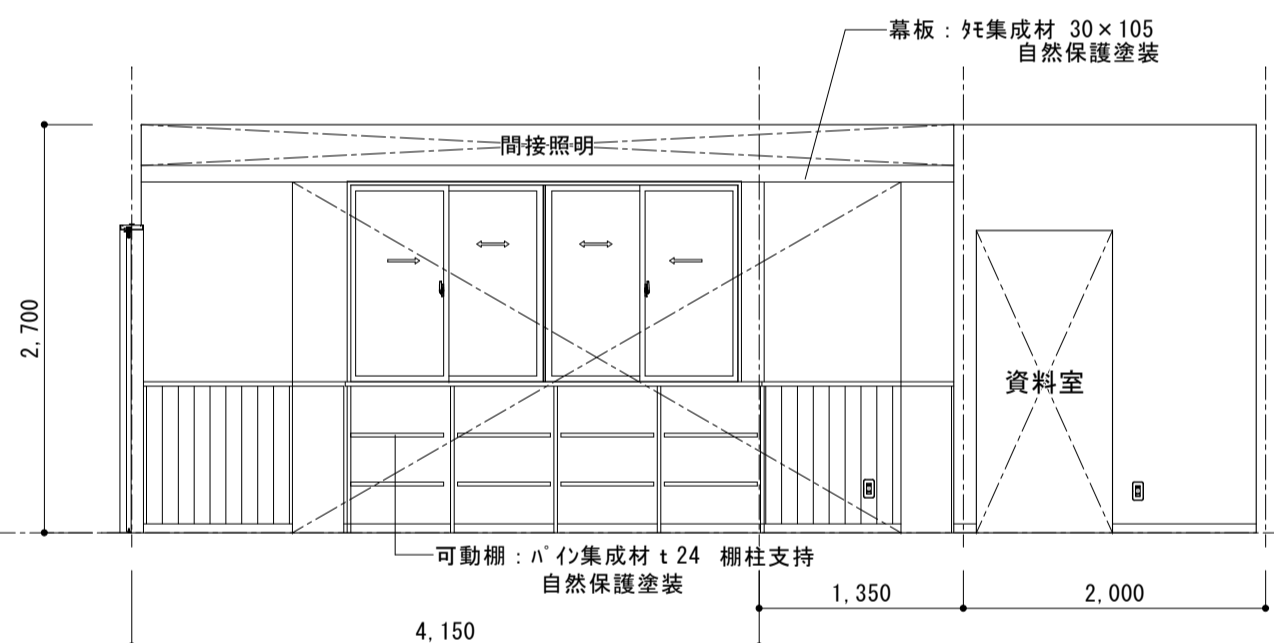 幕板：ﾀﾓ集成材 30×105
自然保護塗装
間接照明
2,700
資料室
可動棚：ﾊﾟｲﾝ集成材 t 24 棚柱支持
自然保護塗装
1,350
2,000
4,150